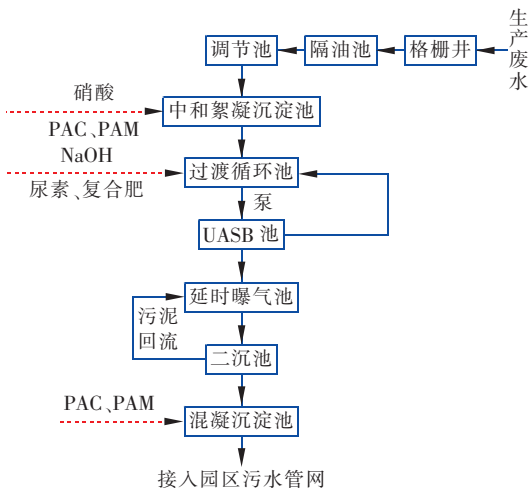 生产废水
格栅井
隔油池
调节池
硝酸
中和絮凝沉淀池
PAC、PAM
NaOH
过渡循环池
尿素、复合肥
泵
UASB 池
延时曝气池
污泥
回流
二沉池
PAC、PAM
混凝沉淀池
接入园区污水管网